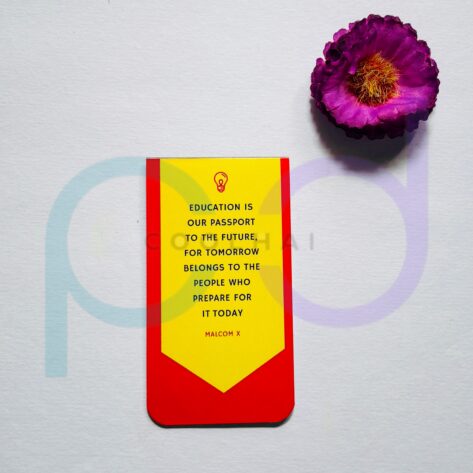 EDUCATION IS
OUR PASSPORT
TO THE FUTURE,
FOR TOMORROW
BELONGS TO THE
PEOPLE WHO
PREPARE FOR
IT TODAY
MALCOM X